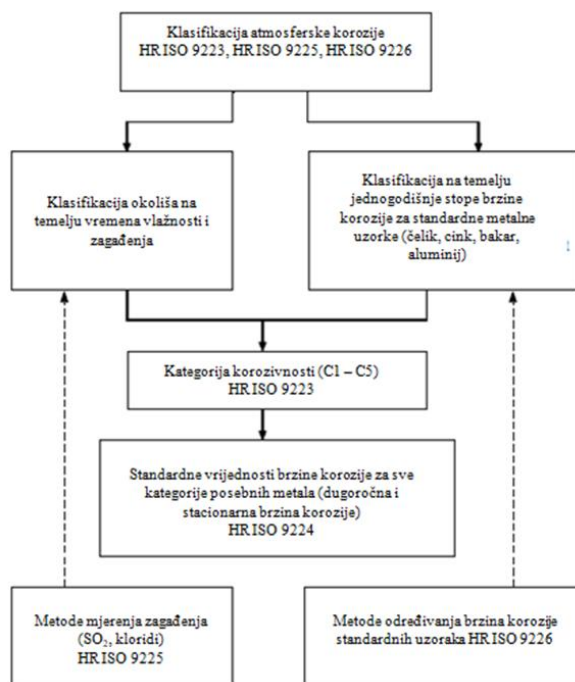 Klasifikacija atmosferske korozije
HR ISO 9223, HR ISO 9225, HR ISO 9226
Klasifikacija okoliša na
temelju vremena vlažnosti i
zagađenja
Klasifikacija na temelju
jednogodišnje stope brzine
korozije za standardne metalne
uzorke (čelik, cink, bakar,
aluminij)
Kategorija korozivnosti (C1 – C5)
HR ISO 9223
Standardne vrijednosti brzine korozije za sve
kategorije posebnih metala (dugoročna i
stacionarna brzina korozije)
HR ISO 9224
Metode mjerenja zagađenja
(SO₂, kloridi)
HR ISO 9225
Metode određivanja brzina korozije
standardnih uzoraka HR ISO 9226